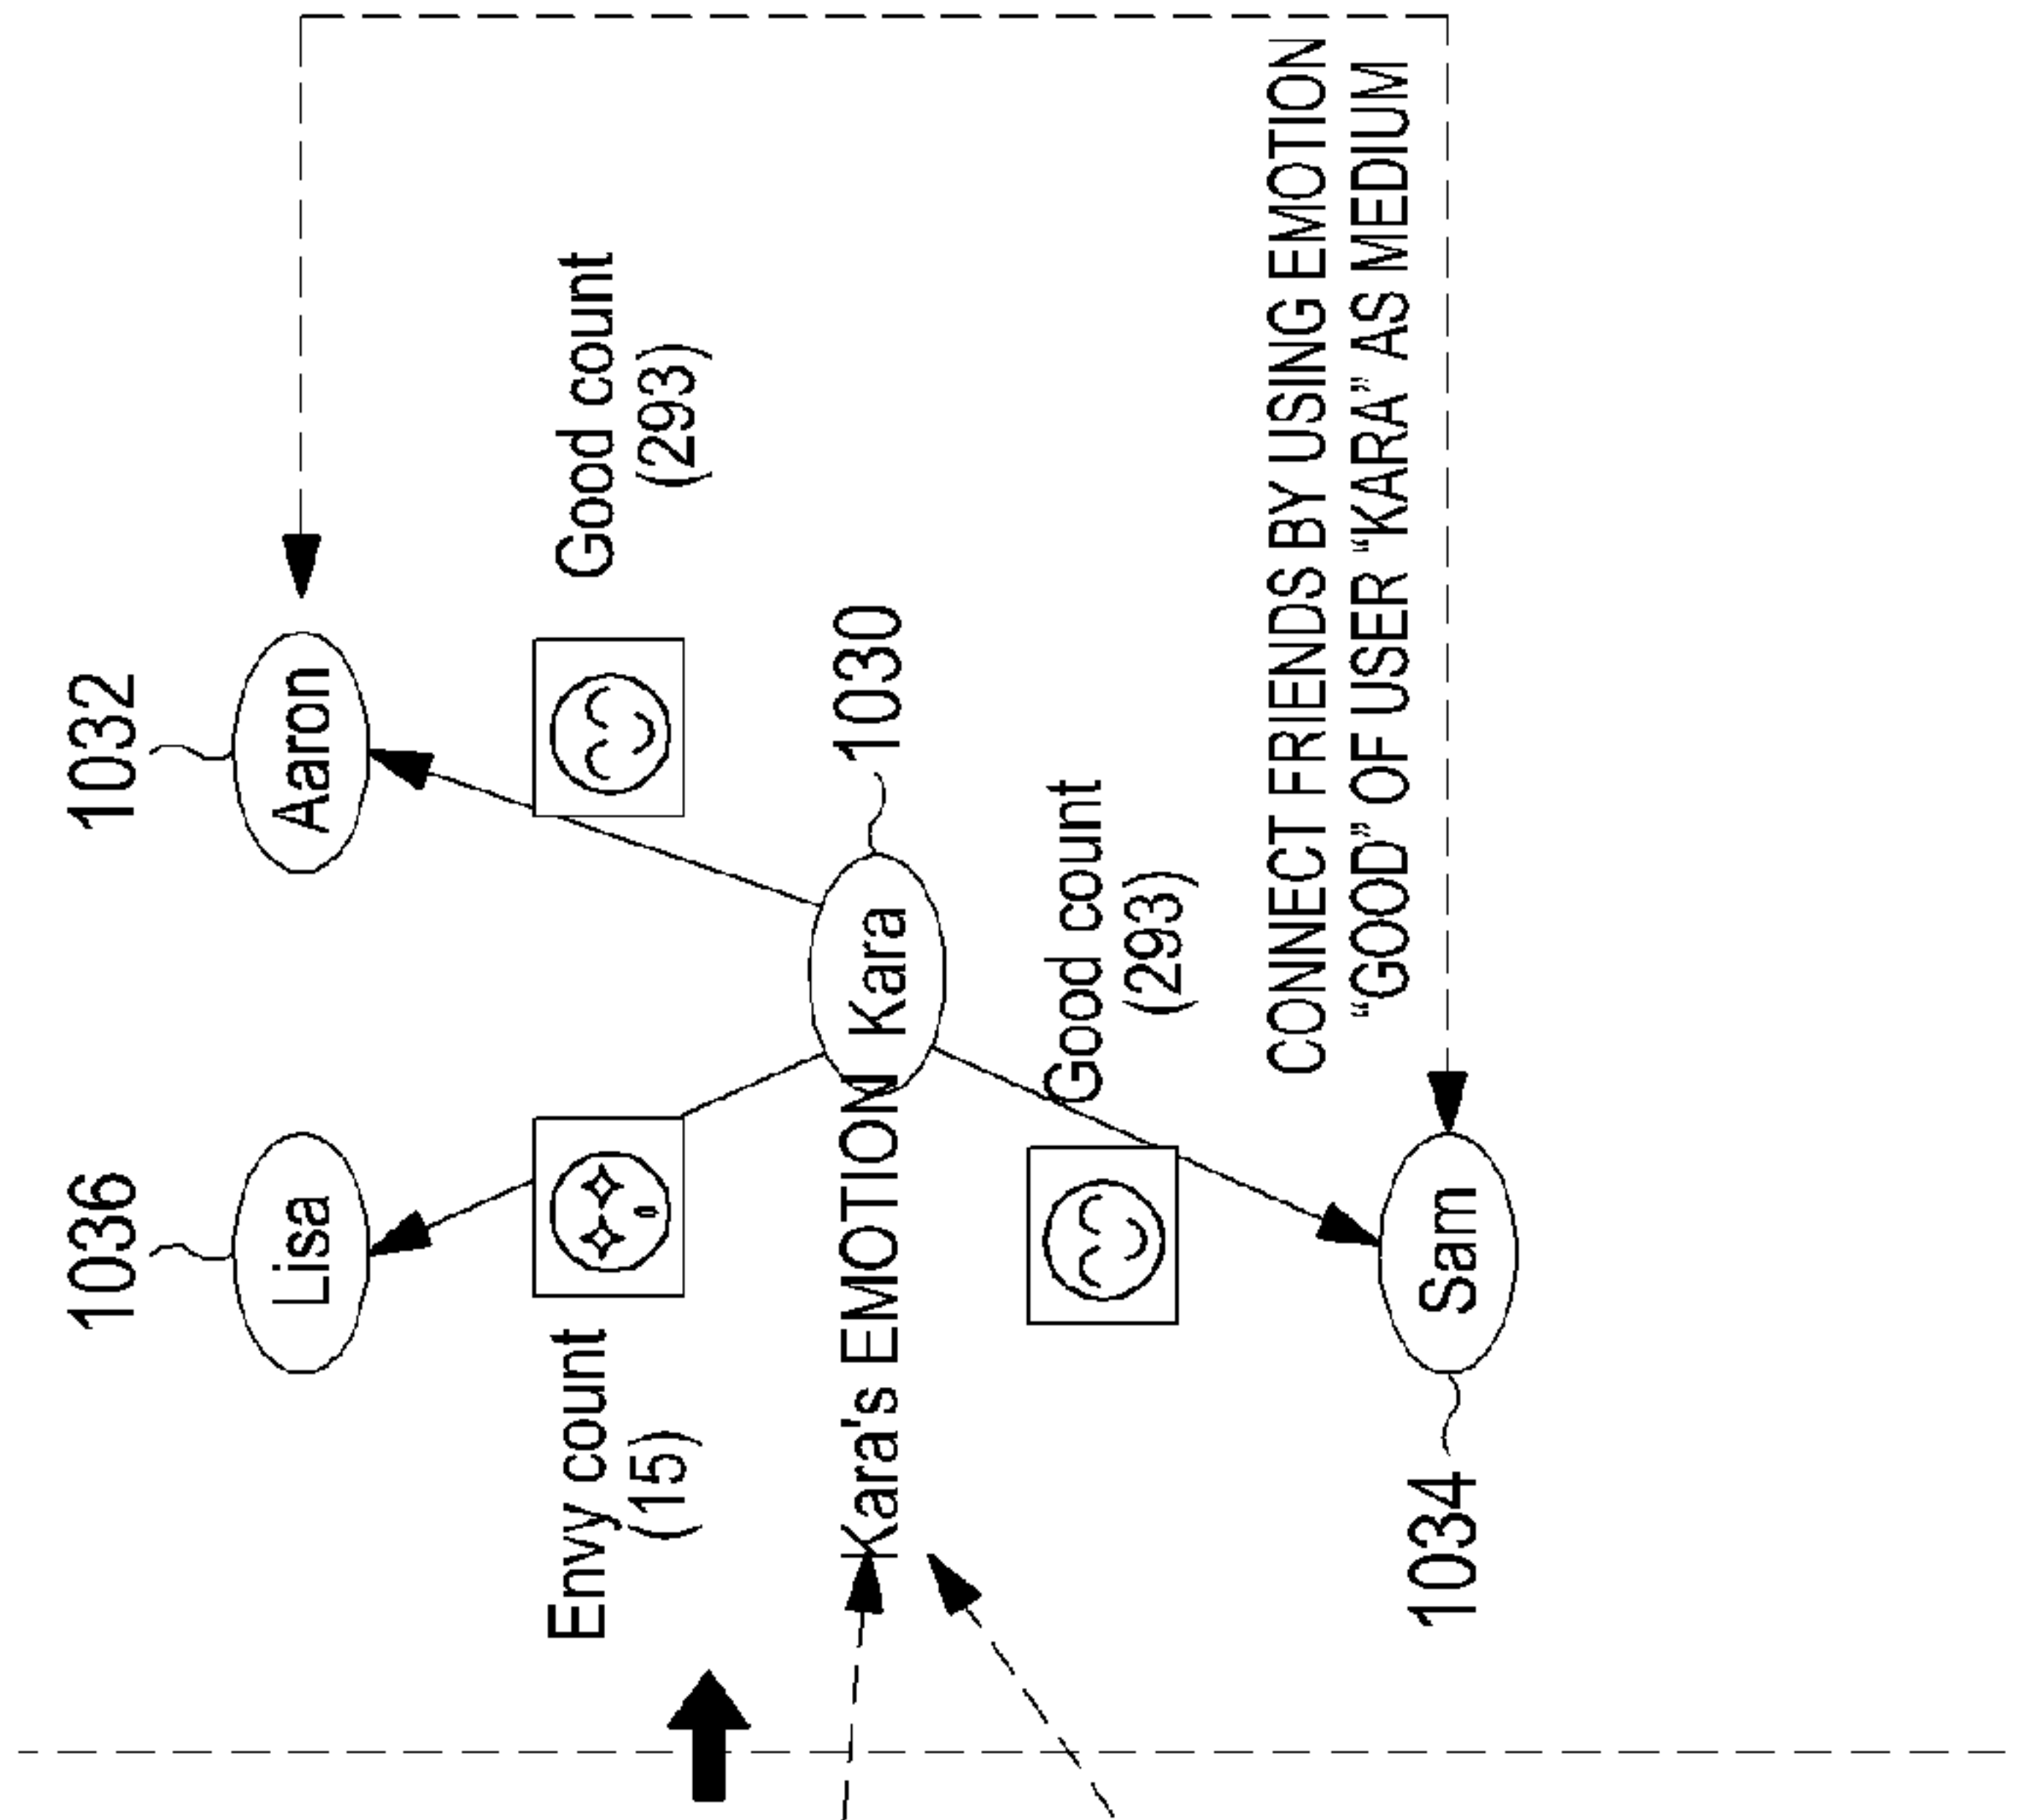 1036
1032
Lisa
Aaron
Envy count
(15)
Good count
(293)
Kara's EMOTION
Kara
1030
Good count
(293)
CONNECT FRIENDS BY USING EMOTION
“GOOD” OF USER “KARA” AS MEDIUM
1034
Sam